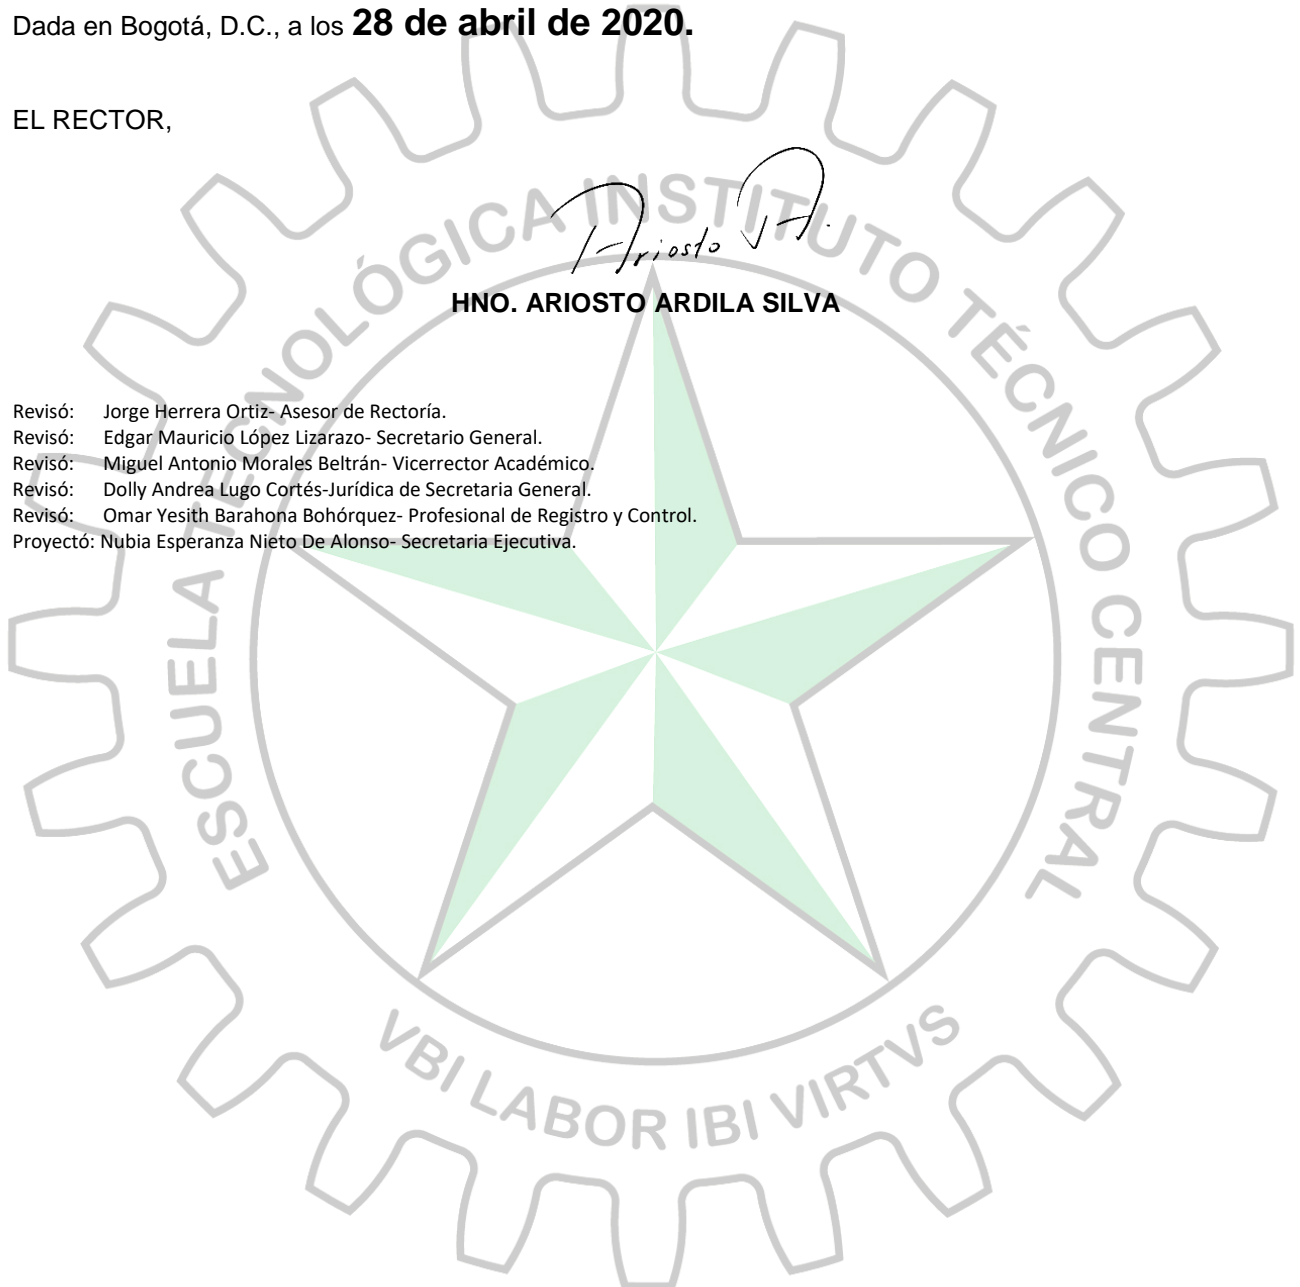 Dada en Bogotá, D.C., a los 28 de abril de 2020.
EL RECTOR,
Ariosto A.
HNO. ARIOSTO ARDILA SILVA
Revisó: Jorge Herrera Ortiz- Asesor de Rectoría.
Revisó: Edgar Mauricio López Lizarazo- Secretario General.
Revisó: Miguel Antonio Morales Beltrán- Vicerrector Académico.
Revisó: Dolly Andrea Lugo Cortés-Jurídica de Secretaria General.
Revisó: Omar Yesith Barahona Bohórquez- Profesional de Registro y Control.
Proyectó: Nubia Esperanza Nieto De Alonso- Secretaria Ejecutiva.
ESCUELA TECNOLÓGICA INSTITUTO TÉCNICO CENTRAL
VBI LABOR IBI VIRTVS